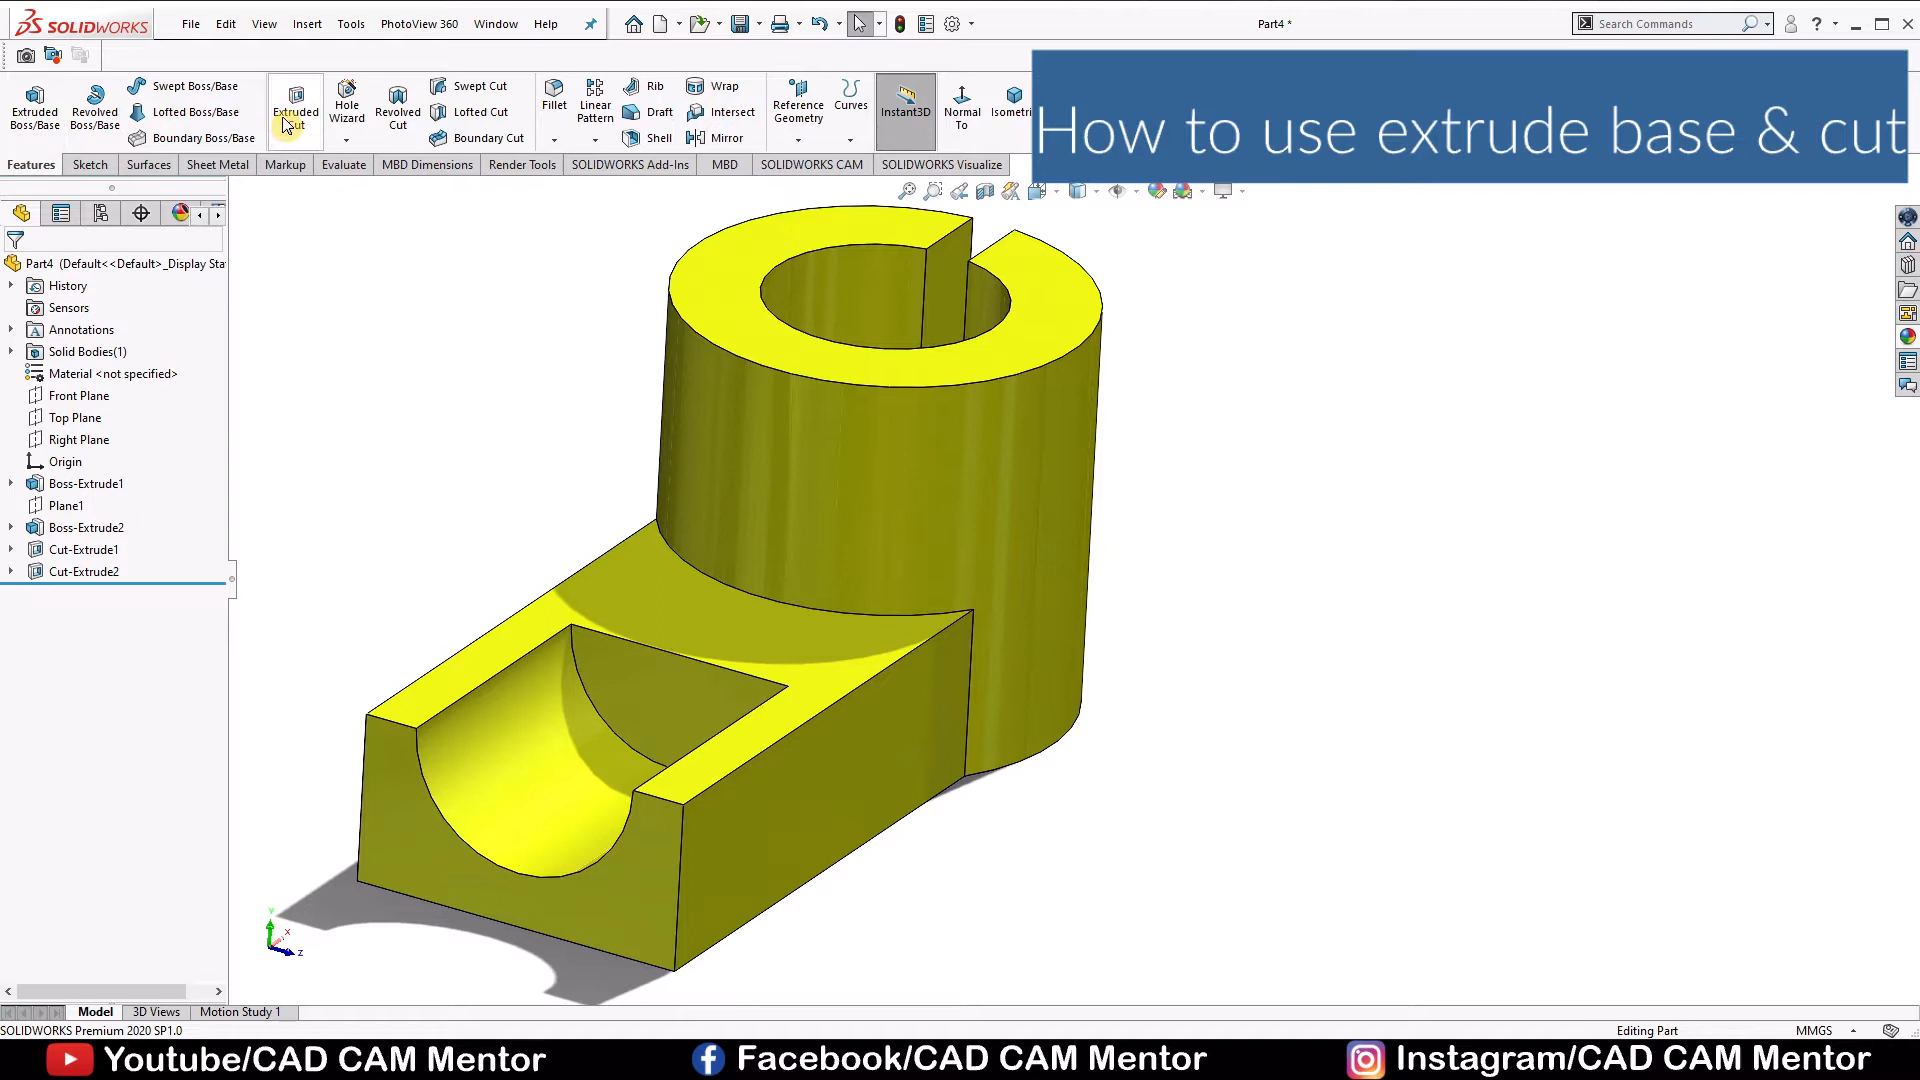 SOLIDWORKS File Edit View Insert Tools PhotoView 360 Window Help Part4 * Search Commands ?
How to use extrude base & cut
Extruded Boss/Base
Revolved Boss/Base
Swept Boss/Base
Lofted Boss/Base
Boundary Boss/Base
Extruded Cut
Hole Wizard
Revolved Cut
Swept Cut
Lofted Cut
Boundary Cut
Fillet
Linear Pattern
Rib
Draft
Shell
Wrap
Intersect
Mirror
Reference Geometry
Curves
Instant3D
Normal To
Isometri
Features Sketch Surfaces Sheet Metal Markup Evaluate MBD Dimensions Render Tools SOLIDWORKS Add-Ins MBD SOLIDWORKS CAM SOLIDWORKS Visualize
Part4 (Default<<Default>_Display Sta
History
Sensors
Annotations
Solid Bodies(1)
Material <not specified>
Front Plane
Top Plane
Right Plane
Origin
Boss-Extrude1
Plane1
Boss-Extrude2
Cut-Extrude1
Cut-Extrude2
Y
X
Z
Model 3D Views Motion Study 1
SOLIDWORKS Premium 2020 SP1.0 Editing Part MMGS
Youtube/CAD CAM Mentor Facebook/CAD CAM Mentor Instagram/CAD CAM Mentor